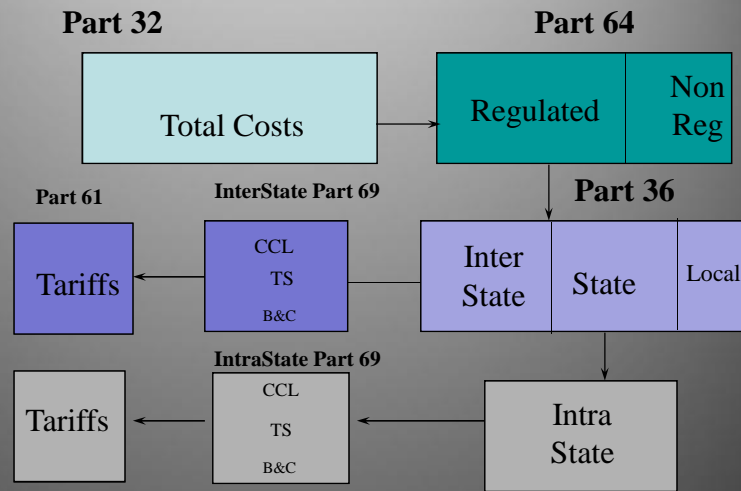 Part 32
Part 64
Total Costs
Regulated
Non
Reg
Part 36
Part 61
InterState Part 69
Tariffs
CCL
TS
B&C
Inter
State
State
Local
IntraState Part 69
Tariffs
CCL
TS
B&C
Intra
State